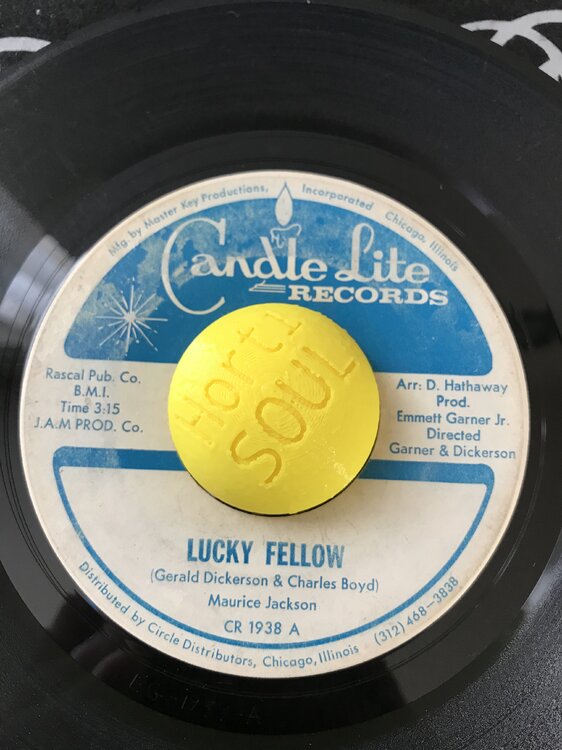 Mfg by Master Key Productions, Incorporated Chicago, Illinois
Candle Lite
RECORDS
Rascal Pub. Co.
B.M.I.
Time 3:15
J.A.M PROD. Co.
Horti
SOUL
Arr: D. Hathaway
Prod.
Emmett Garner Jr.
Directed
Garner & Dickerson
LUCKY FELLOW
(Gerald Dickerson & Charles Boyd)
Maurice Jackson
CR 1938 A
Distributed by Circle Distributors, Chicago, Illinois (312) 468-3838